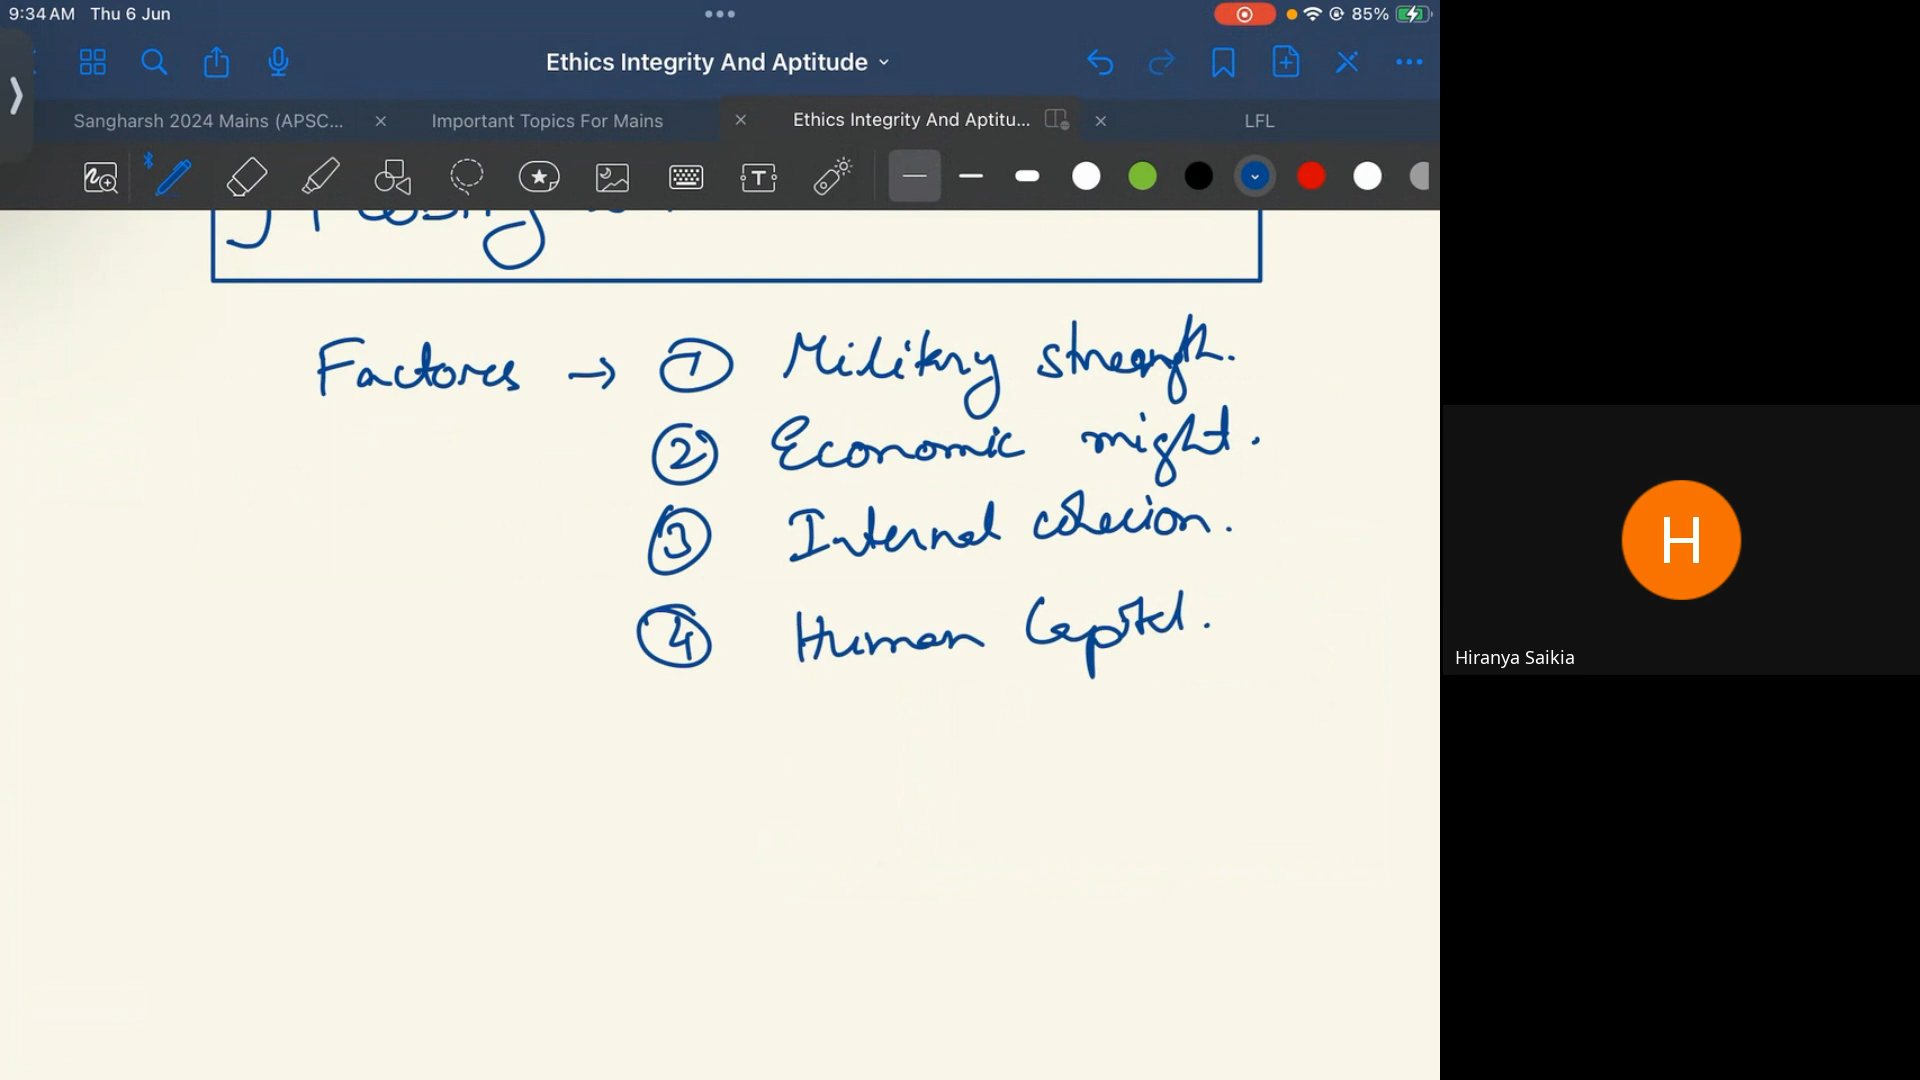 9:34 AM Thu 6 Jun
85%
Ethics Integrity And Aptitude
Sangharsh 2024 Mains (APSC...
Important Topics For Mains
Ethics Integrity And Aptitu...
LFL
T
Factores → ① Military strength.
② Economic might.
③ Internal cohesion.
④ Human Capital.
H
Hiranya Saikia